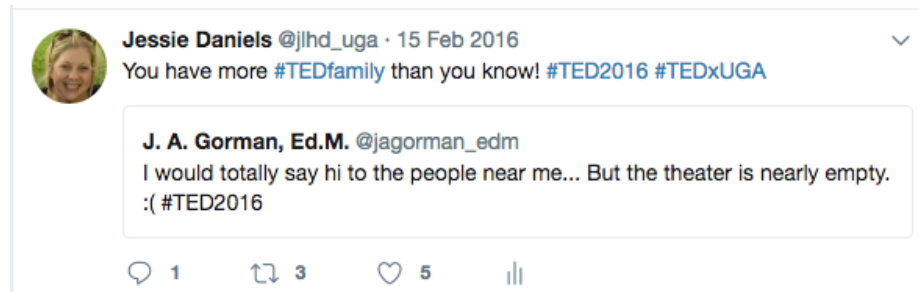 Jessie Daniels @jlhd_uga · 15 Feb 2016
You have more #TEDfamily than you know! #TED2016 #TEDxUGA
J. A. Gorman, Ed.M. @jagorman_edm
I would totally say hi to the people near me... But the theater is nearly empty.
:( #TED2016
1 3 5